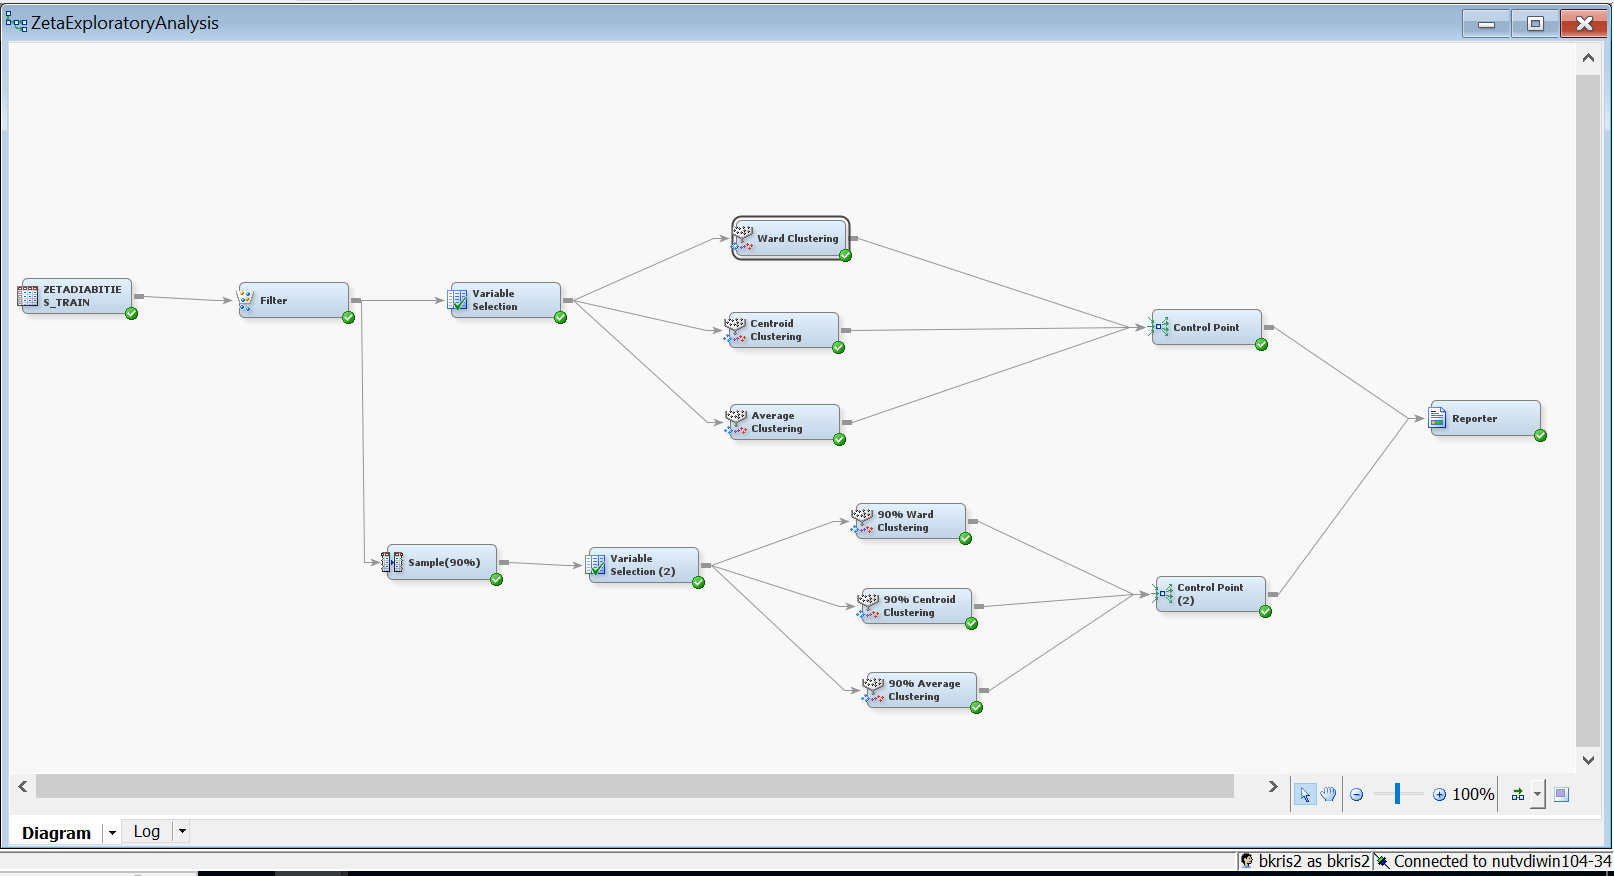 ZetaExploratoryAnalysis
Ward Clustering
ZETADIABITIE
S_TRAIN
Filter
Variable
Selection
Centroid
Clustering
Control Point
Average
Clustering
Reporter
90% Ward
Clustering
Sample(90%)
Variable
Selection (2)
90% Centroid
Clustering
Control Point
(2)
90% Average
Clustering
100%
Diagram
Log
bkris2 as bkris2
Connected to nutvdiwin104-34